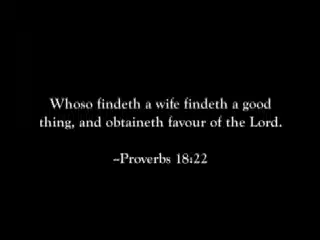 Whoso findeth a wife findeth a good
thing, and obtaineth favour of the Lord.
--Proverbs 18:22